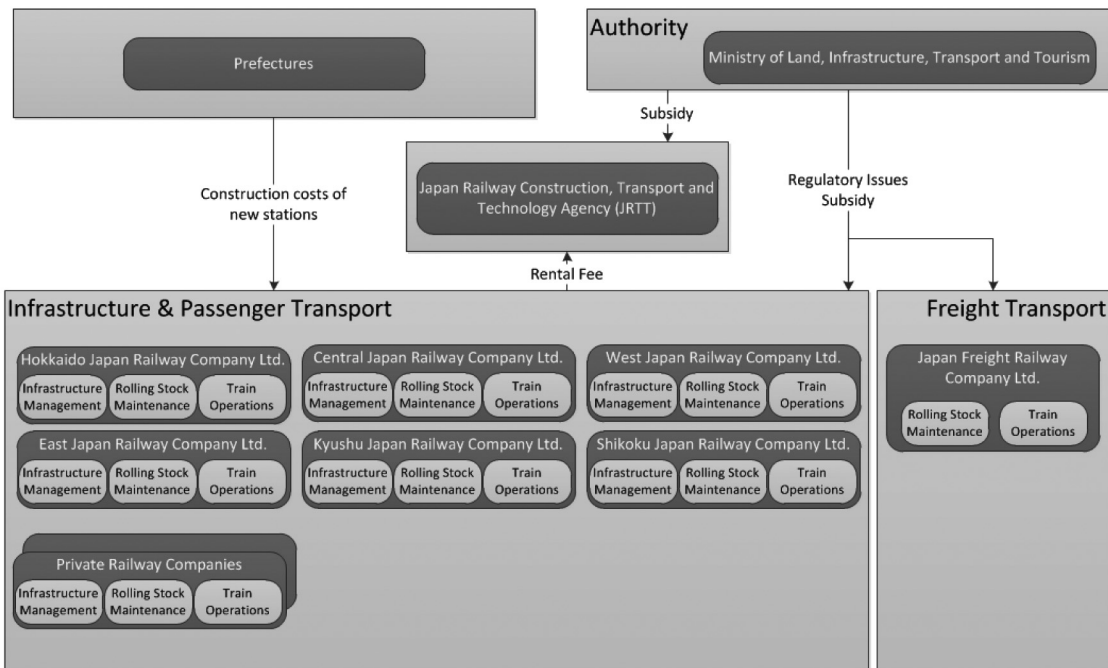 Prefectures
Authority
Ministry of Land, Infrastructure, Transport and Tourism
Subsidy
Japan Railway Construction, Transport and
Technology Agency (JRTT)
Construction costs of
new stations
Regulatory Issues
Subsidy
Rental Fee
Infrastructure & Passenger Transport
Hokkaido Japan Railway Company Ltd.
Infrastructure
Management
Rolling Stock
Maintenance
Train
Operations
Central Japan Railway Company Ltd.
Infrastructure
Management
Rolling Stock
Maintenance
Train
Operations
West Japan Railway Company Ltd.
Infrastructure
Management
Rolling Stock
Maintenance
Train
Operations
East Japan Railway Company Ltd.
Infrastructure
Management
Rolling Stock
Maintenance
Train
Operations
Kyushu Japan Railway Company Ltd.
Infrastructure
Management
Rolling Stock
Maintenance
Train
Operations
Shikoku Japan Railway Company Ltd.
Infrastructure
Management
Rolling Stock
Maintenance
Train
Operations
Private Railway Companies
Infrastructure
Management
Rolling Stock
Maintenance
Train
Operations
Freight Transport
Japan Freight Railway
Company Ltd.
Rolling Stock
Maintenance
Train
Operations